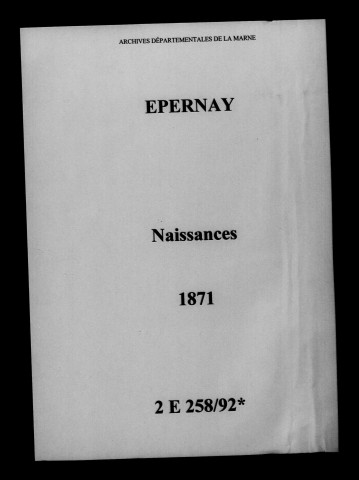 ARCHIVES DÉPARTEMENTALES DE LA MARNE
EPERNAY
Naissances
1871
2 E 258/92*